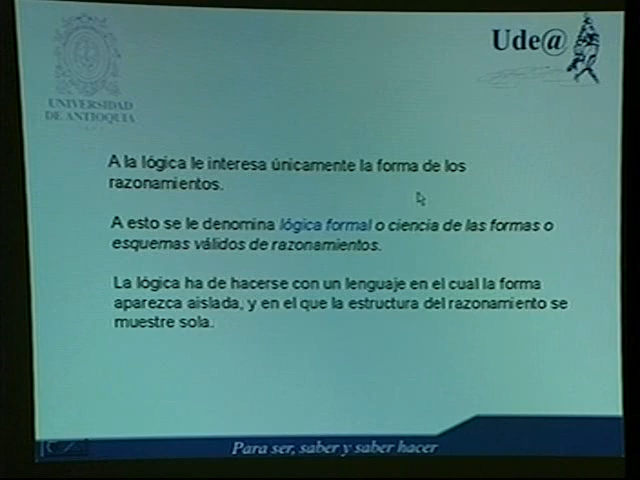 Ude@
UNIVERSIDAD
DE ANTIOQUIA
A la lógica le interesa únicamente la forma de los
razonamientos.
A esto se le denomina lógica formal o ciencia de las formas o
esquemas válidos de razonamientos.
La lógica ha de hacerse con un lenguaje en el cual la forma
aparezca aislada, y en el que la estructura del razonamiento se
muestre sola.
Para ser, saber y saber hacer